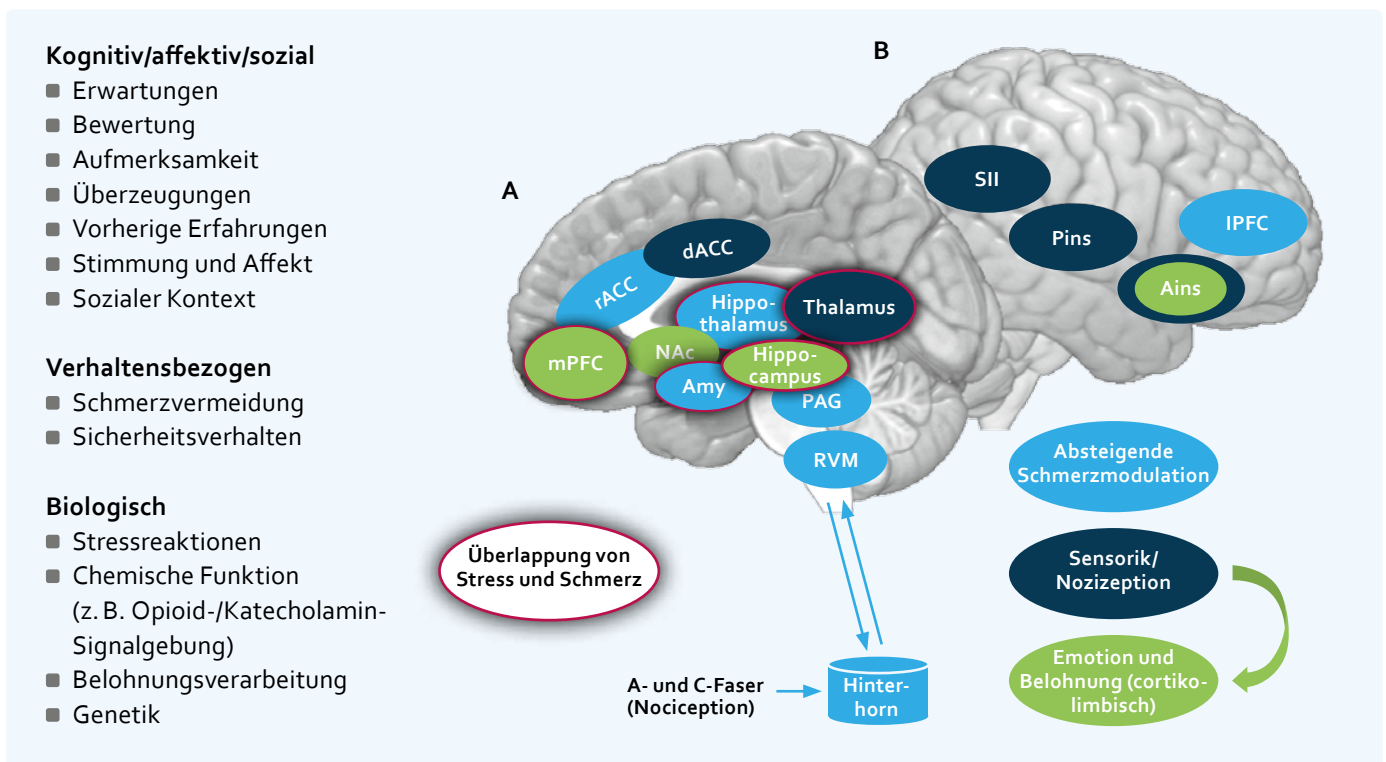 Kognitiv/affektiv/sozial
Erwartungen
Bewertung
Aufmerksamkeit
Überzeugungen
Vorherige Erfahrungen
Stimmung und Affekt
Sozialer Kontext
Verhaltensbezogen
Schmerzvermeidung
Sicherheitsverhalten
Biologisch
Stressreaktionen
Chemische Funktion
(z. B. Opioid-/Katecholamin-
Signalgebung)
Belohnungsverarbeitung
Genetik
A
dACC
rACC
Hippo-
thalamus
Thalamus
mPFC
NAc
Hippo-
campus
Amy
PAG
RVM
B
SII
Pins
lPFC
Ains
Überlappung von
Stress und Schmerz
A- und C-Faser
(Nociception)
Hinter-
horn
Absteigende
Schmerzmodulation
Sensorik/
Nozizeption
Emotion und
Belohnung (cortiko-
limbisch)